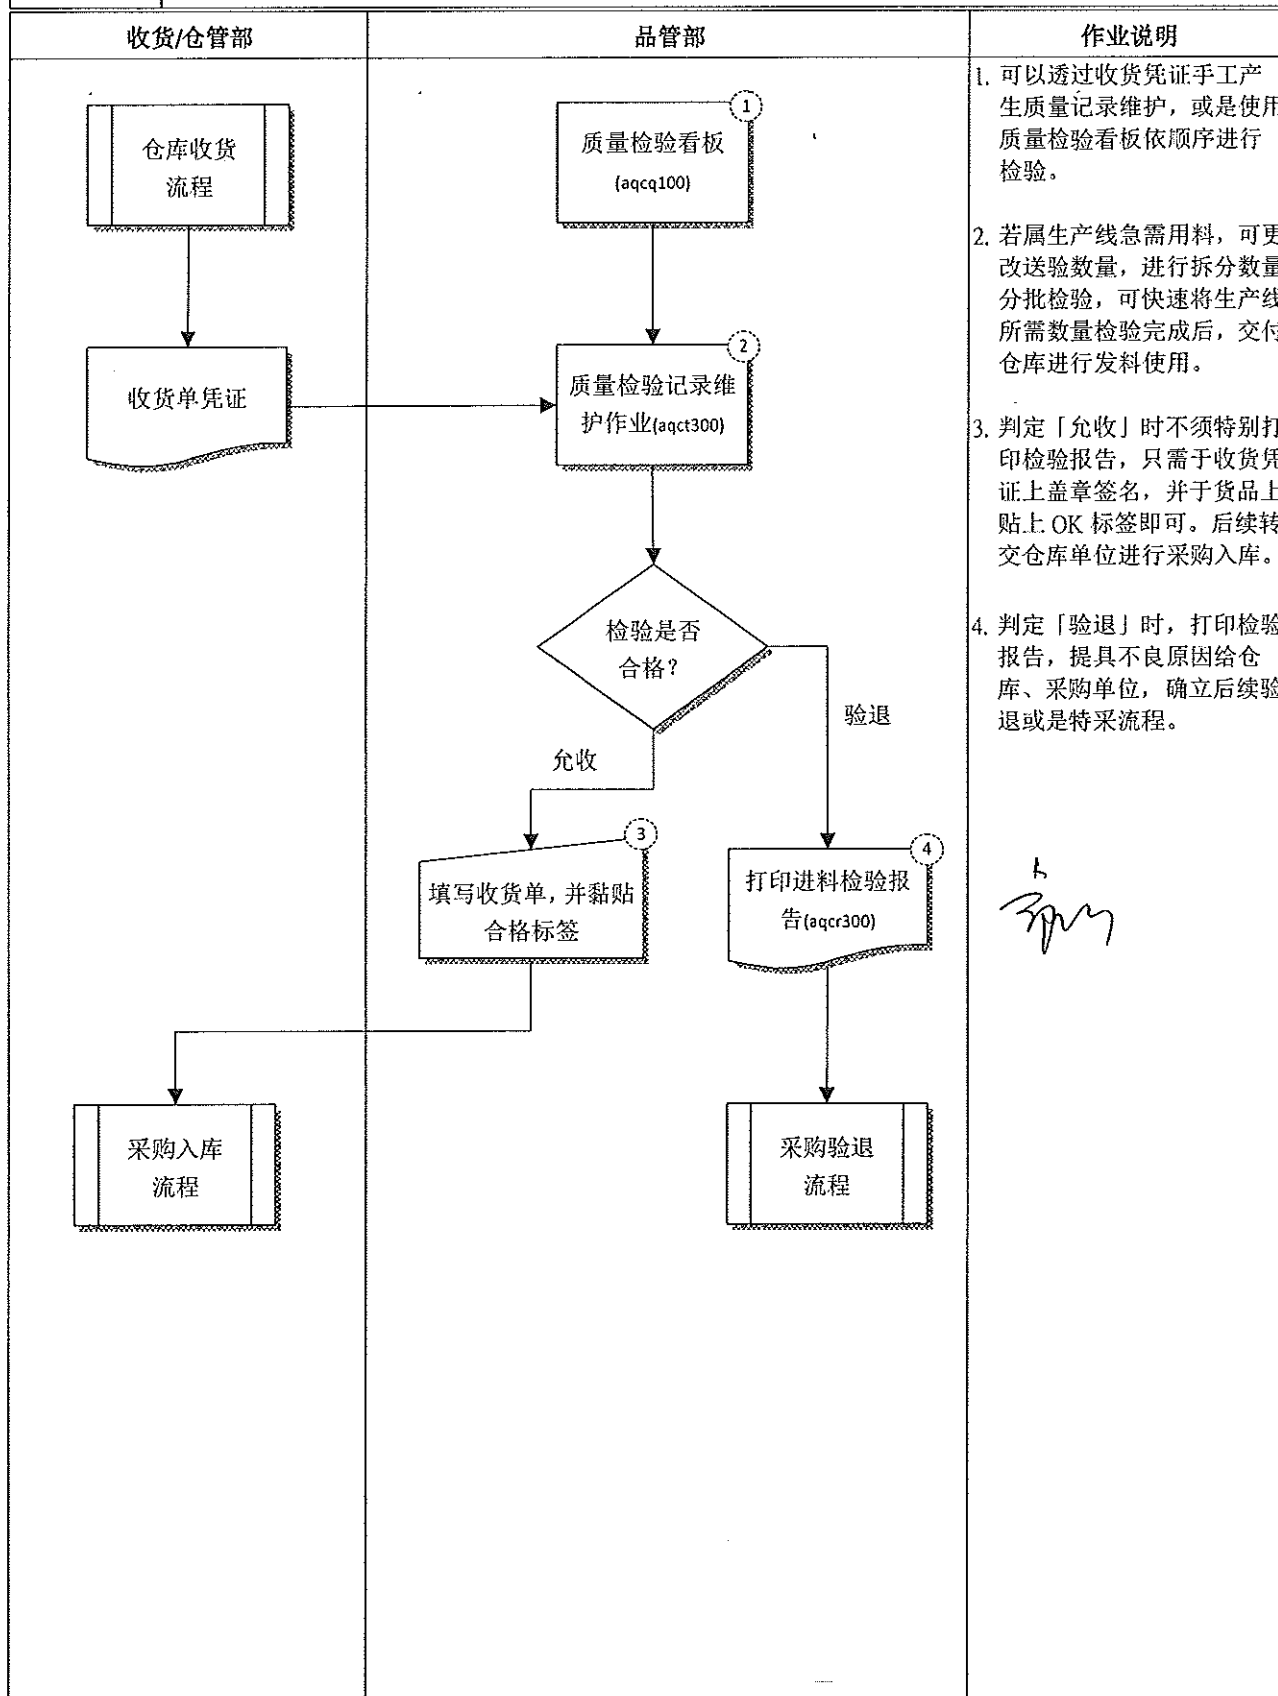 收货/仓管部
品管部
作业说明
仓库收货
流程
收货单凭证
1
质量检验看板
(aqcq100)
2
质量检验记录维
护作业(aqct300)
检验是否
合格？
验退
允收
3
填写收货单，并黏贴
合格标签
4
打印进料检验报
告(aqcr300)
采购入库
流程
采购验退
流程
1. 可以透过收货凭证手工产
生质量记录维护，或是使用
质量检验看板依顺序进行
检验。
2. 若属生产线急需用料，可更
改送验数量，进行拆分数量
分批检验，可快速将生产线
所需数量检验完成后，交付
仓库进行发料使用。
3. 判定「允收」时不须特别打
印检验报告，只需于收货凭
证上盖章签名，并于货品上
贴上 OK 标签即可。后续转
交仓库单位进行采购入库。
4. 判定「验退」时，打印检验
报告，提具不良原因给仓
库、采购单位，确立后续验
退或是特采流程。